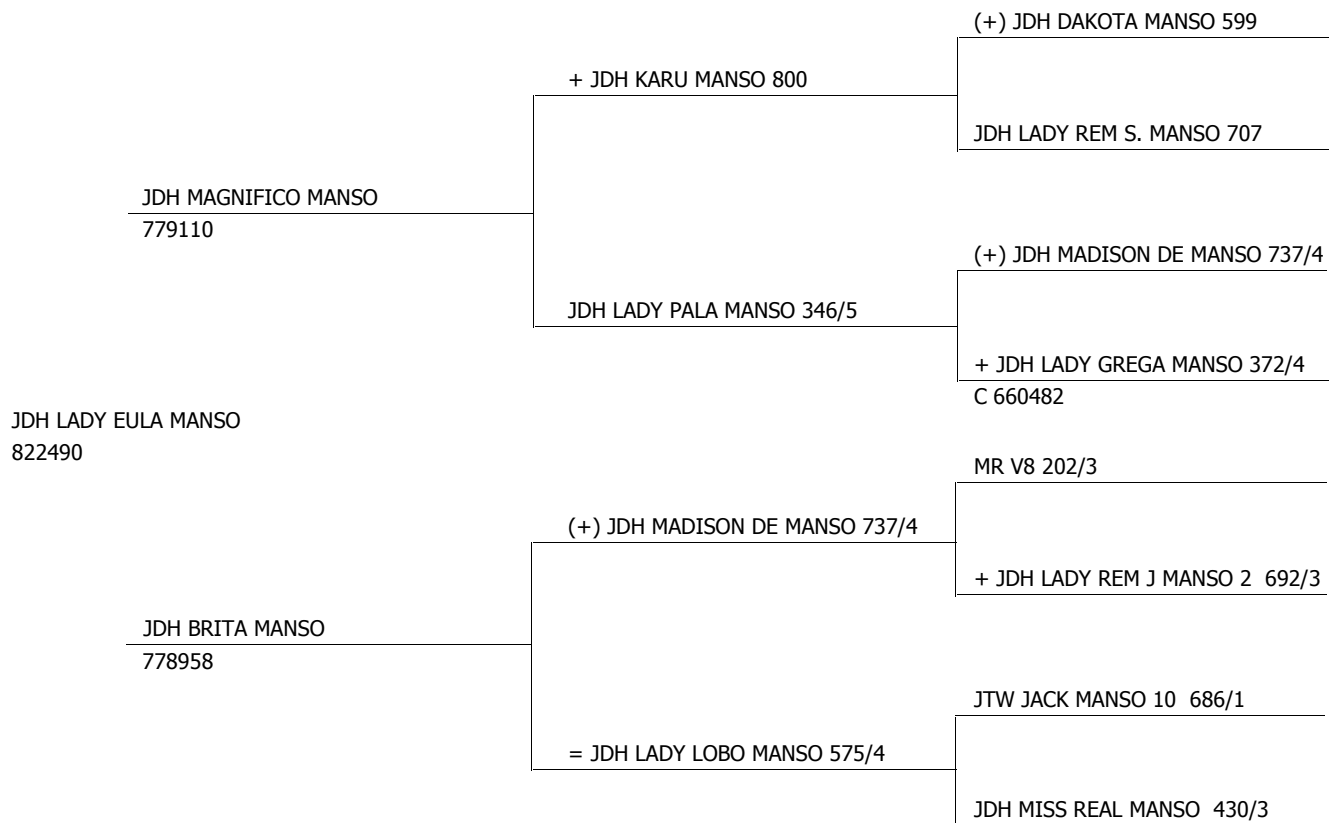 (+) JDH DAKOTA MANSO 599
+ JDH KARU MANSO 800
JDH LADY REM S. MANSO 707
JDH MAGNIFICO MANSO
779110
(+) JDH MADISON DE MANSO 737/4
JDH LADY PALA MANSO 346/5
+ JDH LADY GREGA MANSO 372/4
C 660482
JDH LADY EULA MANSO
822490
MR V8 202/3
(+) JDH MADISON DE MANSO 737/4
+ JDH LADY REM J MANSO 2 692/3
JDH BRITA MANSO
778958
JTW JACK MANSO 10 686/1
= JDH LADY LOBO MANSO 575/4
JDH MISS REAL MANSO 430/3